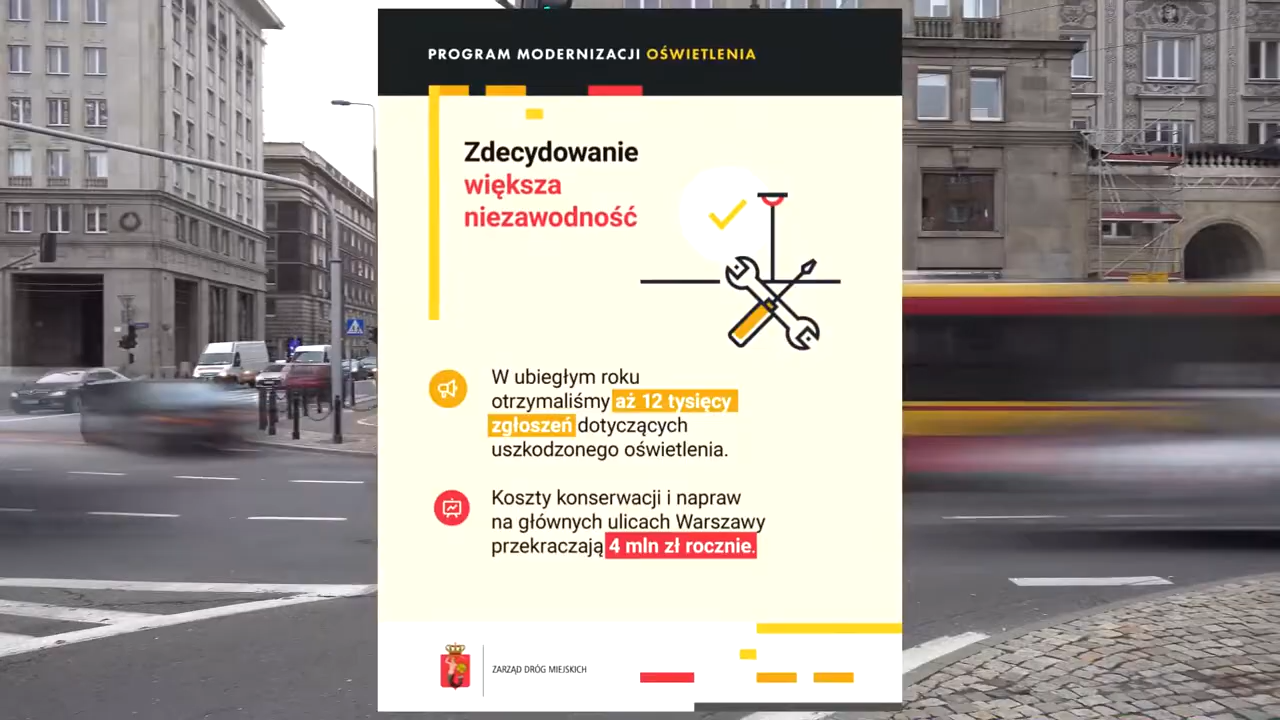 PROGRAM MODERNIZACJI OŚWIETLENIA
Zdecydowanie
większa
niezawodność
W ubiegłym roku
otrzymaliśmy aż 12 tysięcy
zgłoszeń dotyczących
uszkodzonego oświetlenia.
Koszty konserwacji i napraw
na głównych ulicach Warszawy
przekraczają 4 mln zł rocznie.
ZARZĄD DRÓG MIEJSKICH